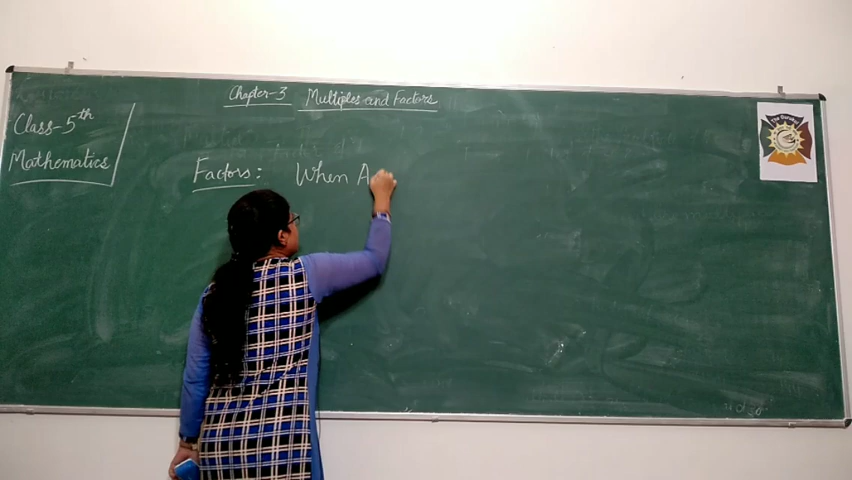 Chapter-3 Multiples and Factors
Class-5th
Mathematics
Factors: When A